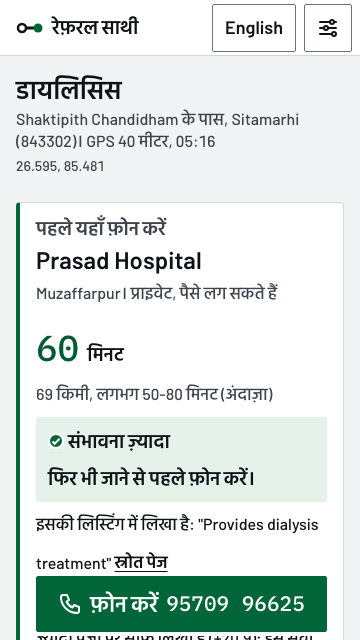 रेफ़रल साथी
English
डायलिसिस
Shaktipith Chandidham के पास, Sitamarhi
(843302)। GPS 40 मीटर, 05:16
26.595, 85.481
पहले यहाँ फ़ोन करें
Prasad Hospital
Muzaffarpur। प्राइवेट, पैसे लग सकते हैं
60 मिनट
69 किमी, लगभग 50-80 मिनट (अंदाज़ा)
संभावना ज़्यादा
फिर भी जाने से पहले फ़ोन करें।
इसकी लिस्टिंग में लिखा है: "Provides dialysis
treatment" स्रोत पेज
फ़ोन करें 95709 96625